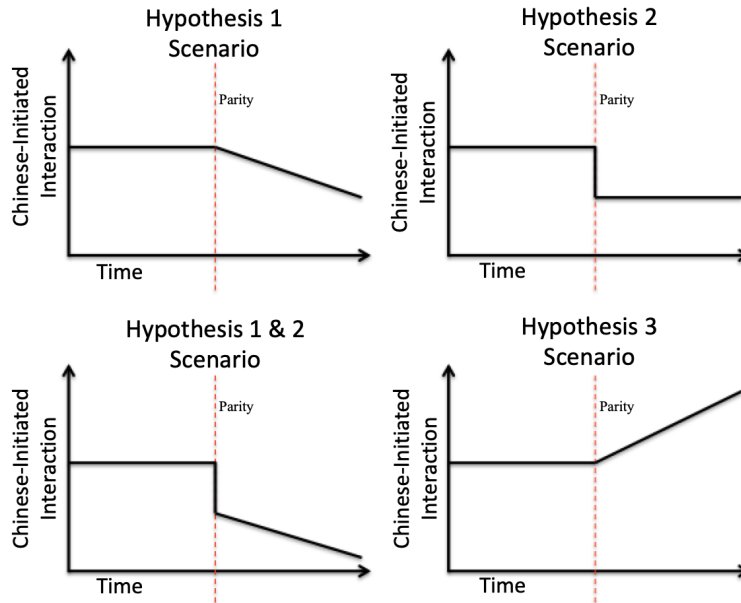 Hypothesis 1
Scenario
Chinese-Initiated
Interaction
Parity
Time
Hypothesis 2
Scenario
Chinese-Initiated
Interaction
Parity
Time
Hypothesis 1 & 2
Scenario
Chinese-Initiated
Interaction
Parity
Time
Hypothesis 3
Scenario
Chinese-Initiated
Interaction
Parity
Time